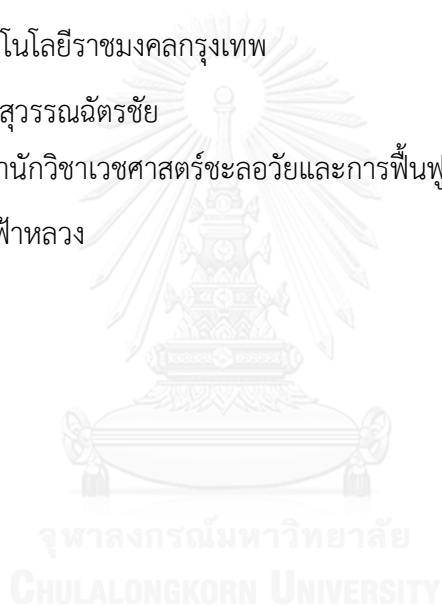 โนโลยีราชมงคลกรุงเทพ
สุวรรณฉัตรชัย
านักวิชาเวชศาสตร์ชะลอวัยและการฟื้นฟู
ฟ้าหลวง
จุฬาลงกรณ์มหาวิทยาลัย
CHULALONGKORN UNIVERSITY